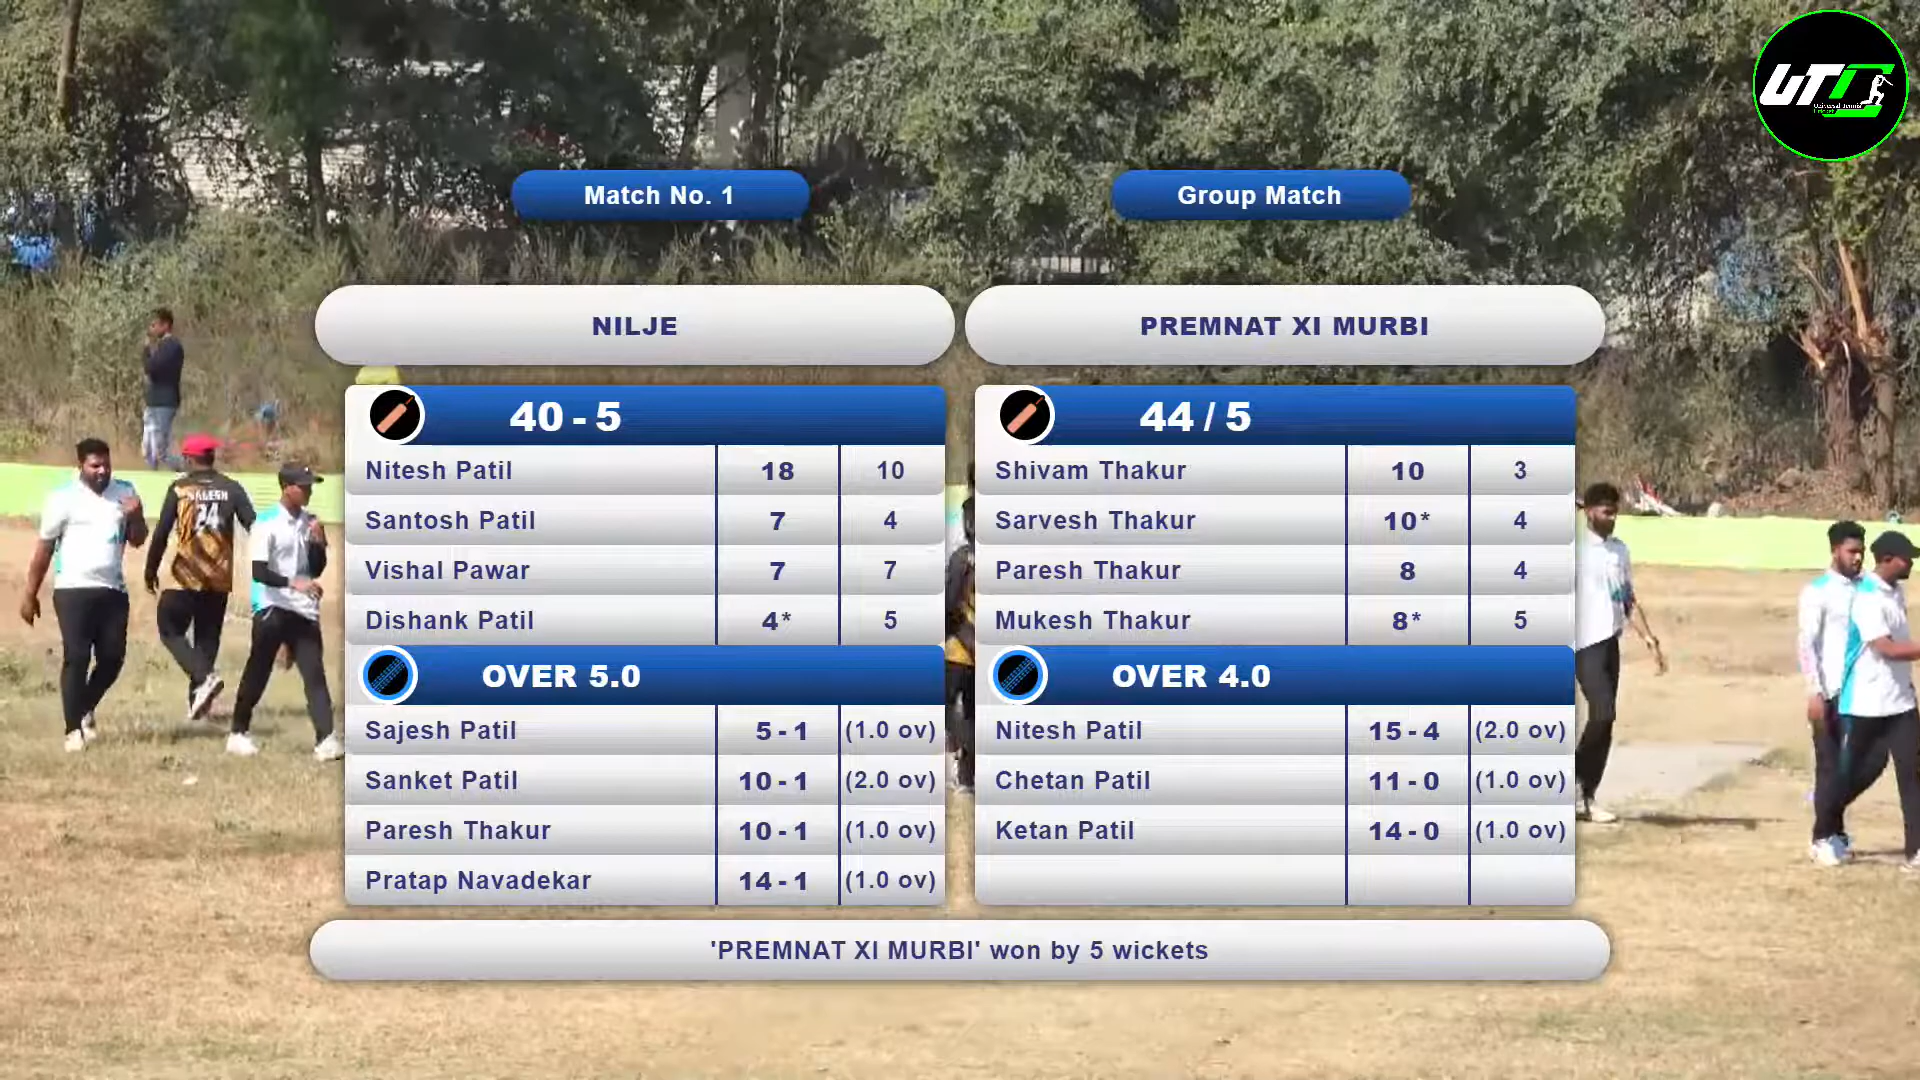 Match No. 1
Group Match
NILJE
PREMNAT XI MURBI
40 - 5
Nitesh Patil 18 10
Santosh Patil 7 4
Vishal Pawar 7 7
Dishank Patil 4* 5
OVER 5.0
Sajesh Patil 5 - 1 (1.0 ov)
Sanket Patil 10 - 1 (2.0 ov)
Paresh Thakur 10 - 1 (1.0 ov)
Pratap Navadekar 14 - 1 (1.0 ov)
44 / 5
Shivam Thakur 10 3
Sarvesh Thakur 10* 4
Paresh Thakur 8 4
Mukesh Thakur 8* 5
OVER 4.0
Nitesh Patil 15 - 4 (2.0 ov)
Chetan Patil 11 - 0 (1.0 ov)
Ketan Patil 14 - 0 (1.0 ov)
'PREMNAT XI MURBI' won by 5 wickets
UTC
Universal Tennis
Cricket